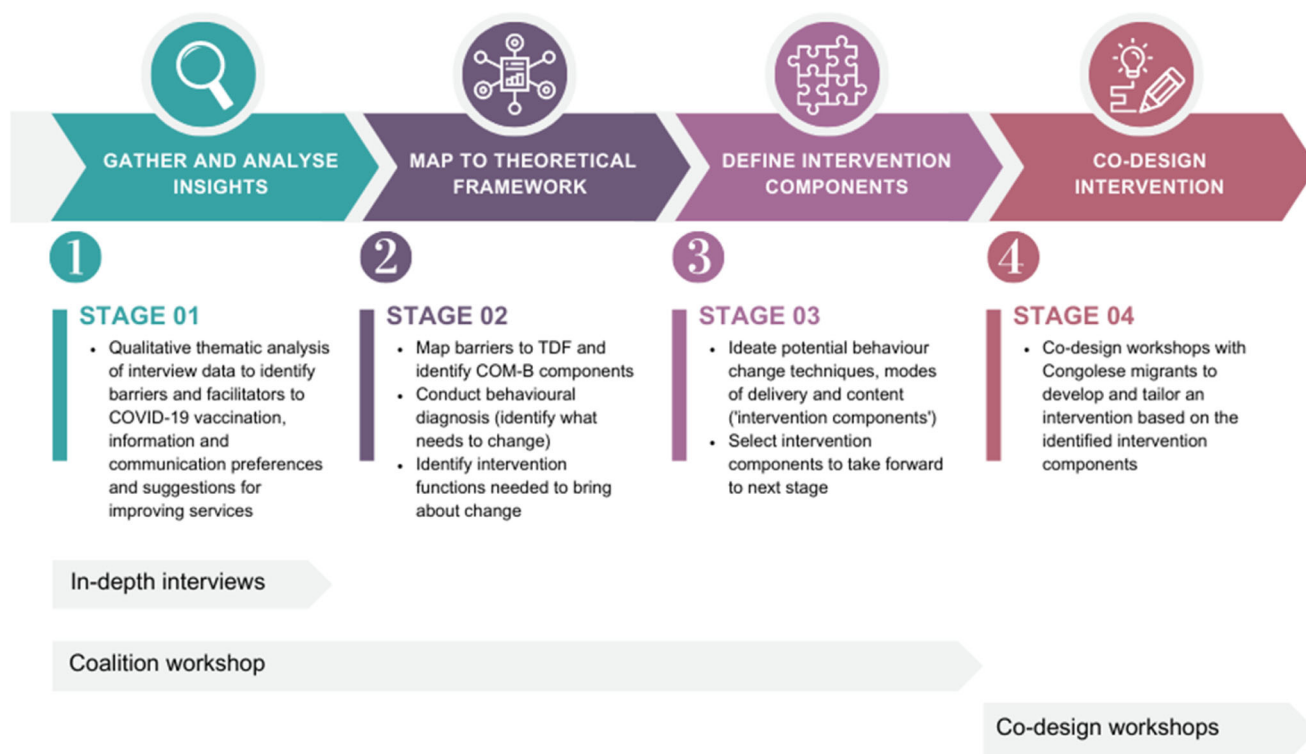 GATHER AND ANALYSE
INSIGHTS
MAP TO THEORETICAL
FRAMEWORK
DEFINE INTERVENTION
COMPONENTS
CO-DESIGN
INTERVENTION
1
2
3
4
STAGE 01
• Qualitative thematic analysis
of interview data to identify
barriers and facilitators to
COVID-19 vaccination,
information and
communication preferences
and suggestions for
improving services
STAGE 02
• Map barriers to TDF and
identify COM-B components
• Conduct behavioural
diagnosis (identify what
needs to change)
• Identify intervention
functions needed to bring
about change
STAGE 03
• Ideate potential behaviour
change techniques, modes
of delivery and content
('intervention components')
• Select intervention
components to take forward
to next stage
STAGE 04
• Co-design workshops with
Congolese migrants to
develop and tailor an
intervention based on the
identified intervention
components
In-depth interviews
Coalition workshop
Co-design workshops